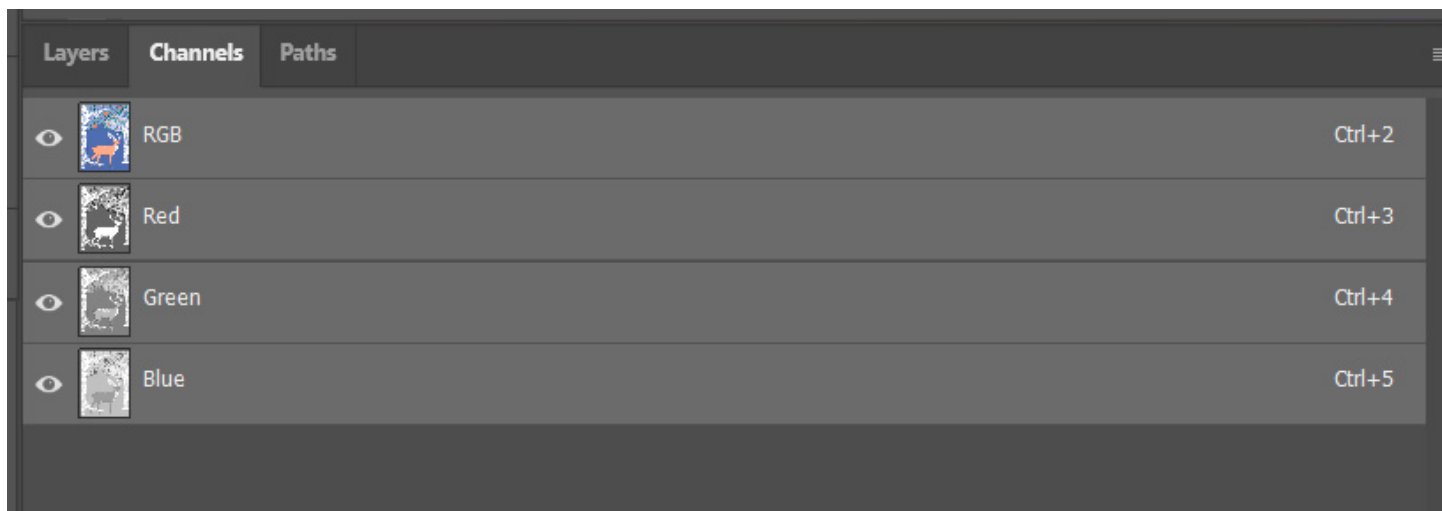 Layers Channels Paths
RGB Ctrl+2
Red Ctrl+3
Green Ctrl+4
Blue Ctrl+5